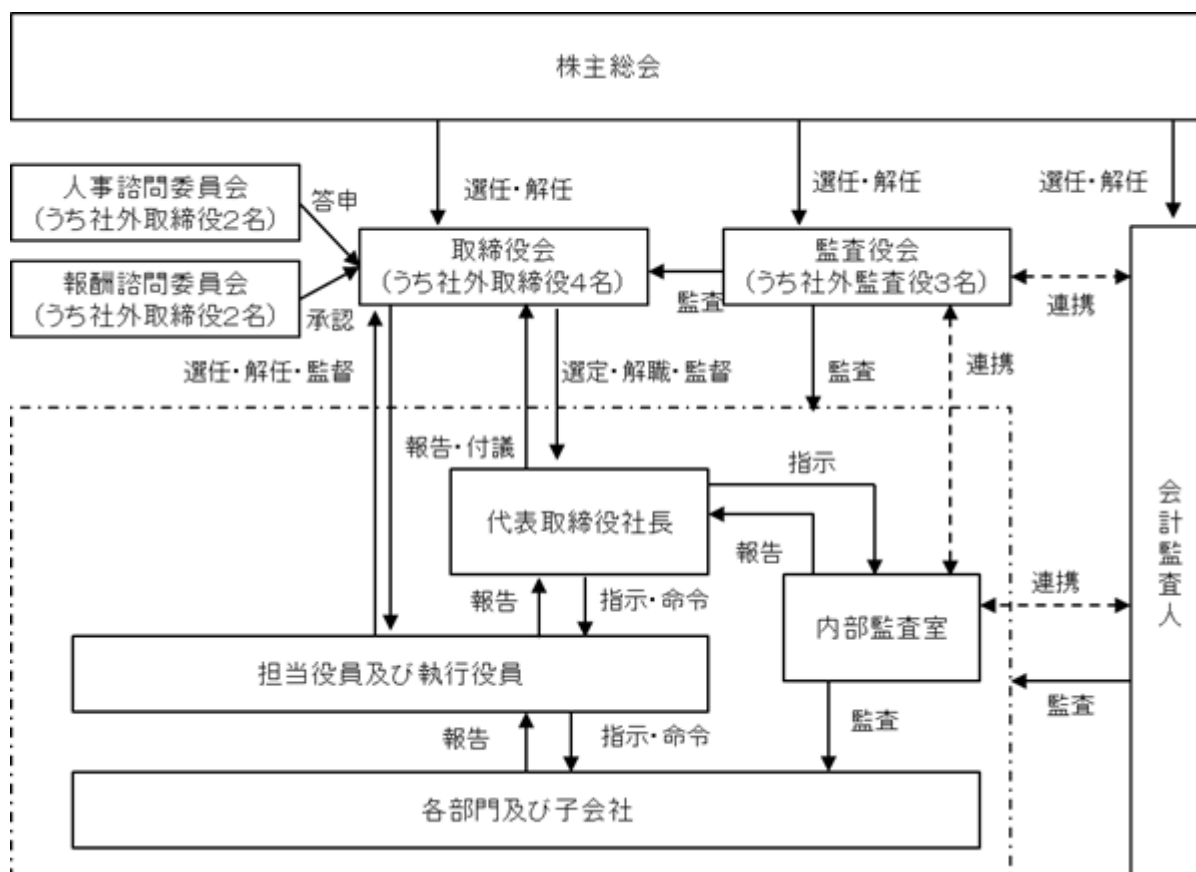 株主総会
選任・解任
選任・解任
選任・解任
人事諮問委員会
(うち社外取締役2名)
答申
報酬諮問委員会
(うち社外取締役2名)
承認
取締役会
(うち社外取締役4名)
監査
監査役会
(うち社外監査役3名)
連携
選任・解任・監督
選定・解職・監督
監査
連携
報告・付議
指示
代表取締役社長
報告
会計監査人
報告
指示・命令
内部監査室
連携
担当役員及び執行役員
監査
報告
指示・命令
監査
各部門及び子会社